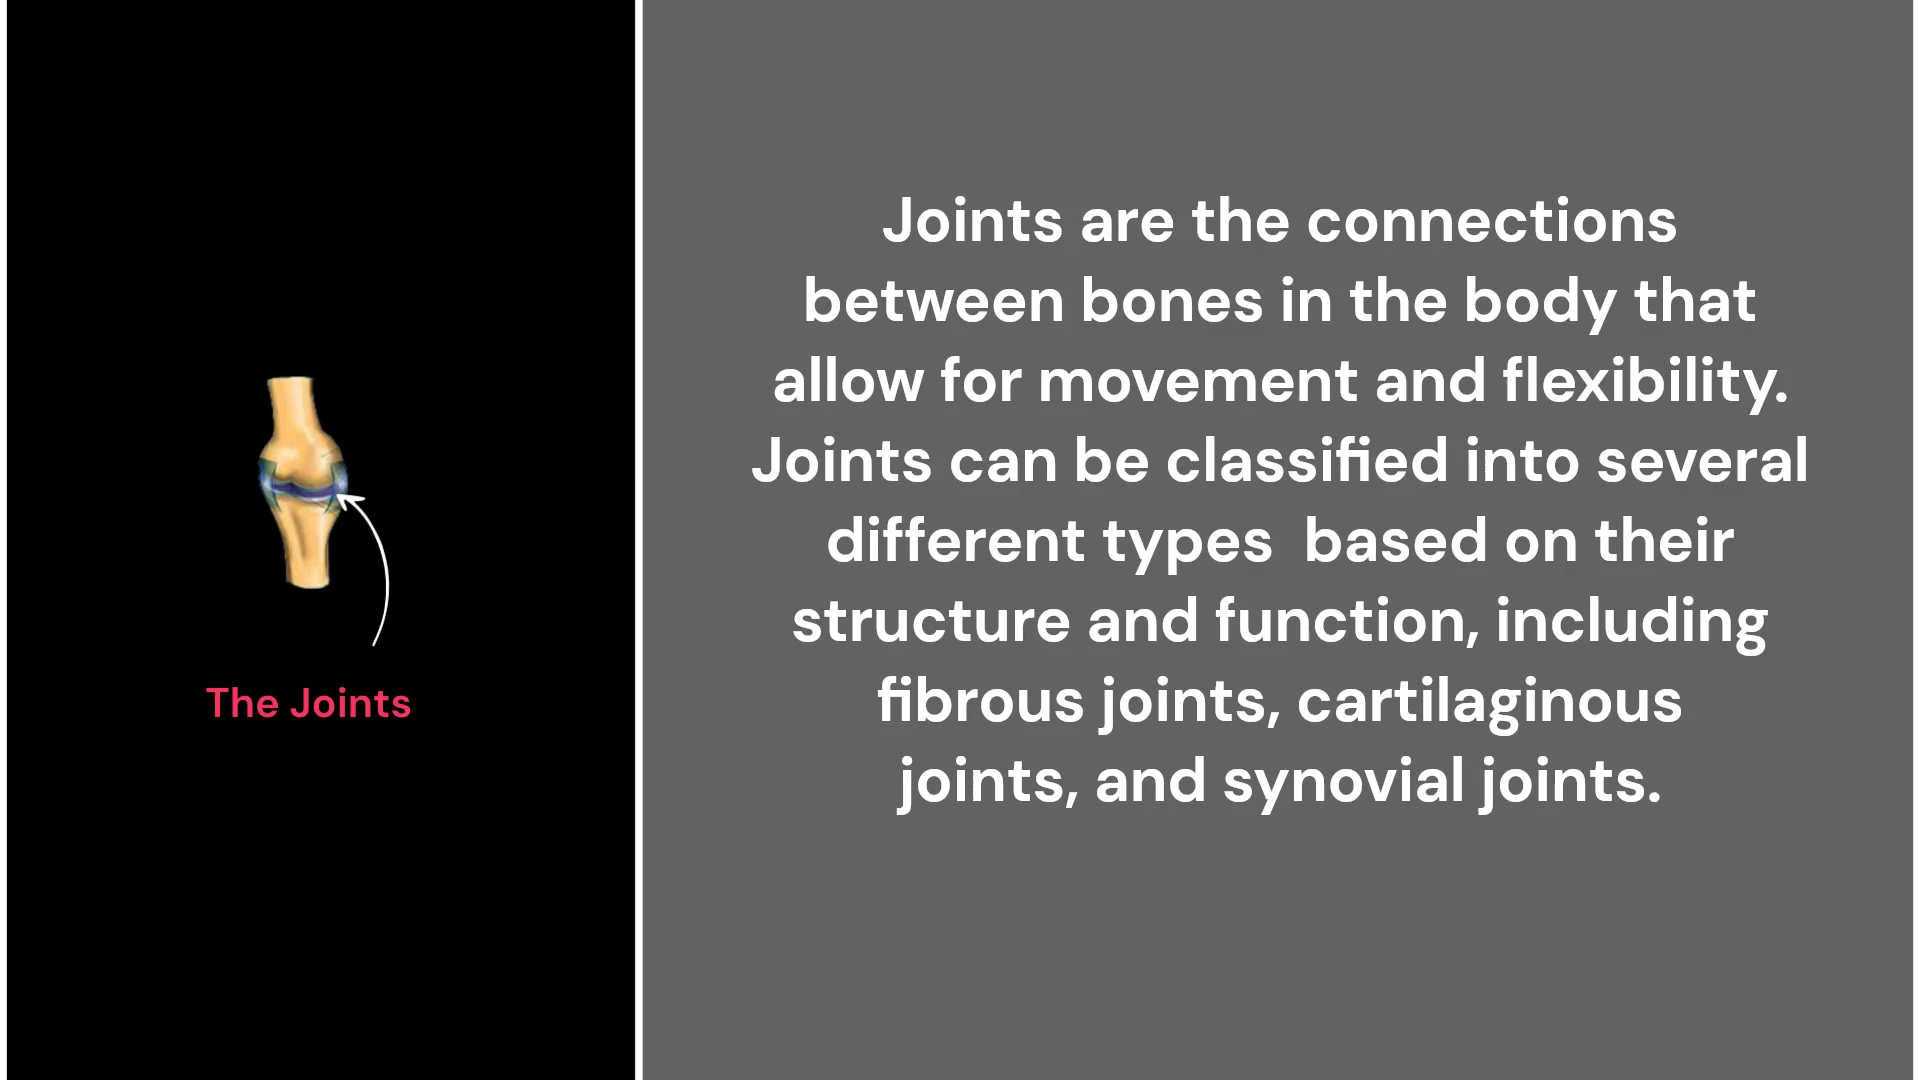 The Joints
Joints are the connections
between bones in the body that
allow for movement and flexibility.
Joints can be classified into several
different types  based on their
structure and function, including
fibrous joints, cartilaginous
joints, and synovial joints.